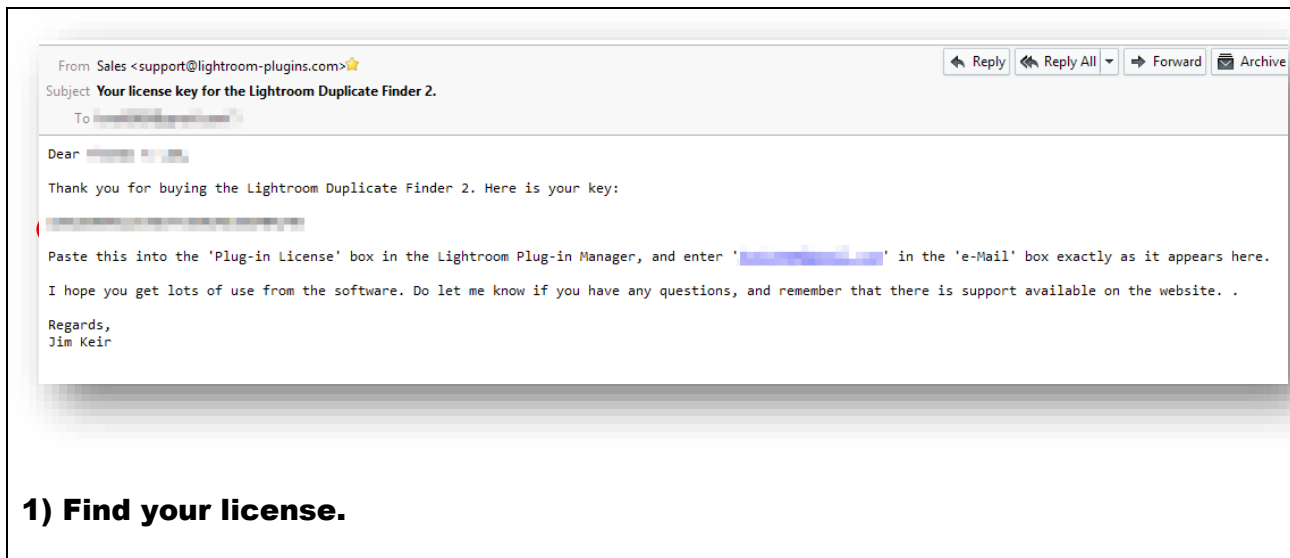 From Sales <support@lightroom-plugins.com>
Reply Reply All Forward Archive
Subject Your license key for the Lightroom Duplicate Finder 2.
To
Dear
Thank you for buying the Lightroom Duplicate Finder 2. Here is your key:
Paste this into the 'Plug-in License' box in the Lightroom Plug-in Manager, and enter '' in the 'e-Mail' box exactly as it appears here.
I hope you get lots of use from the software. Do let me know if you have any questions, and remember that there is support available on the website. .
Regards,
Jim Keir
1) Find your license.